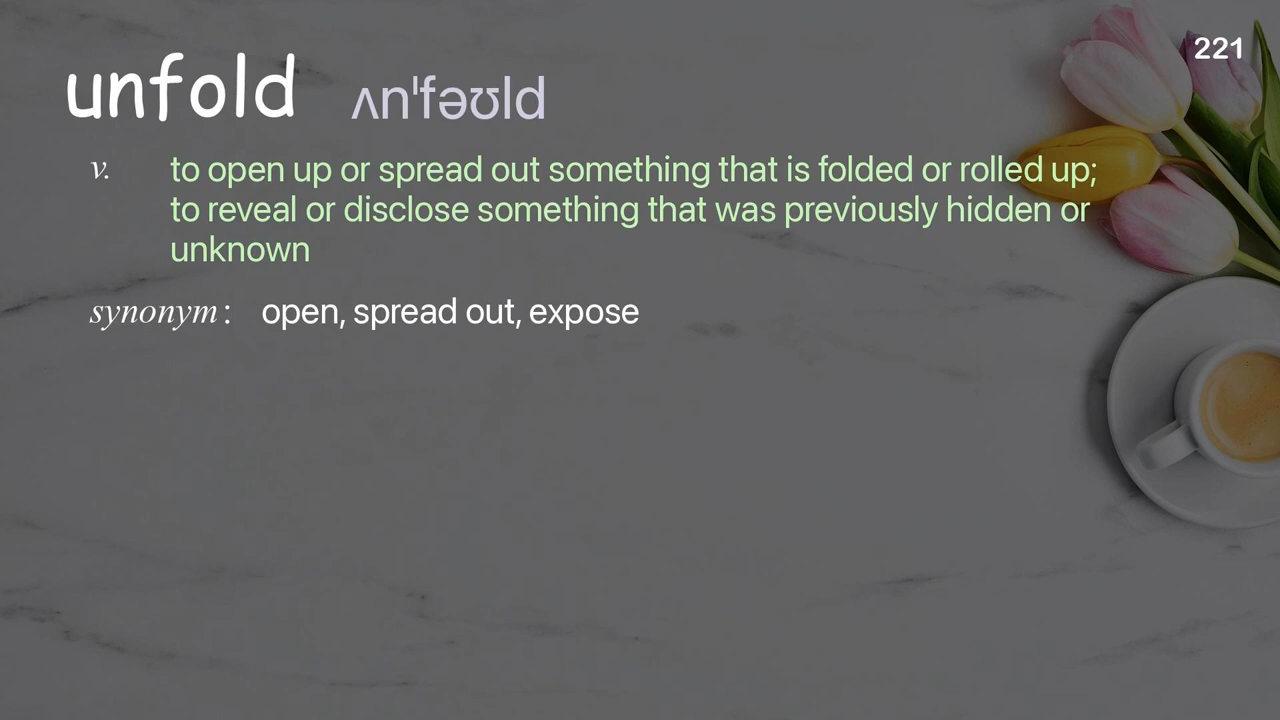 221
unfold ʌnˈfəʊld
v. to open up or spread out something that is folded or rolled up;
to reveal or disclose something that was previously hidden or
unknown
synonym: open, spread out, expose